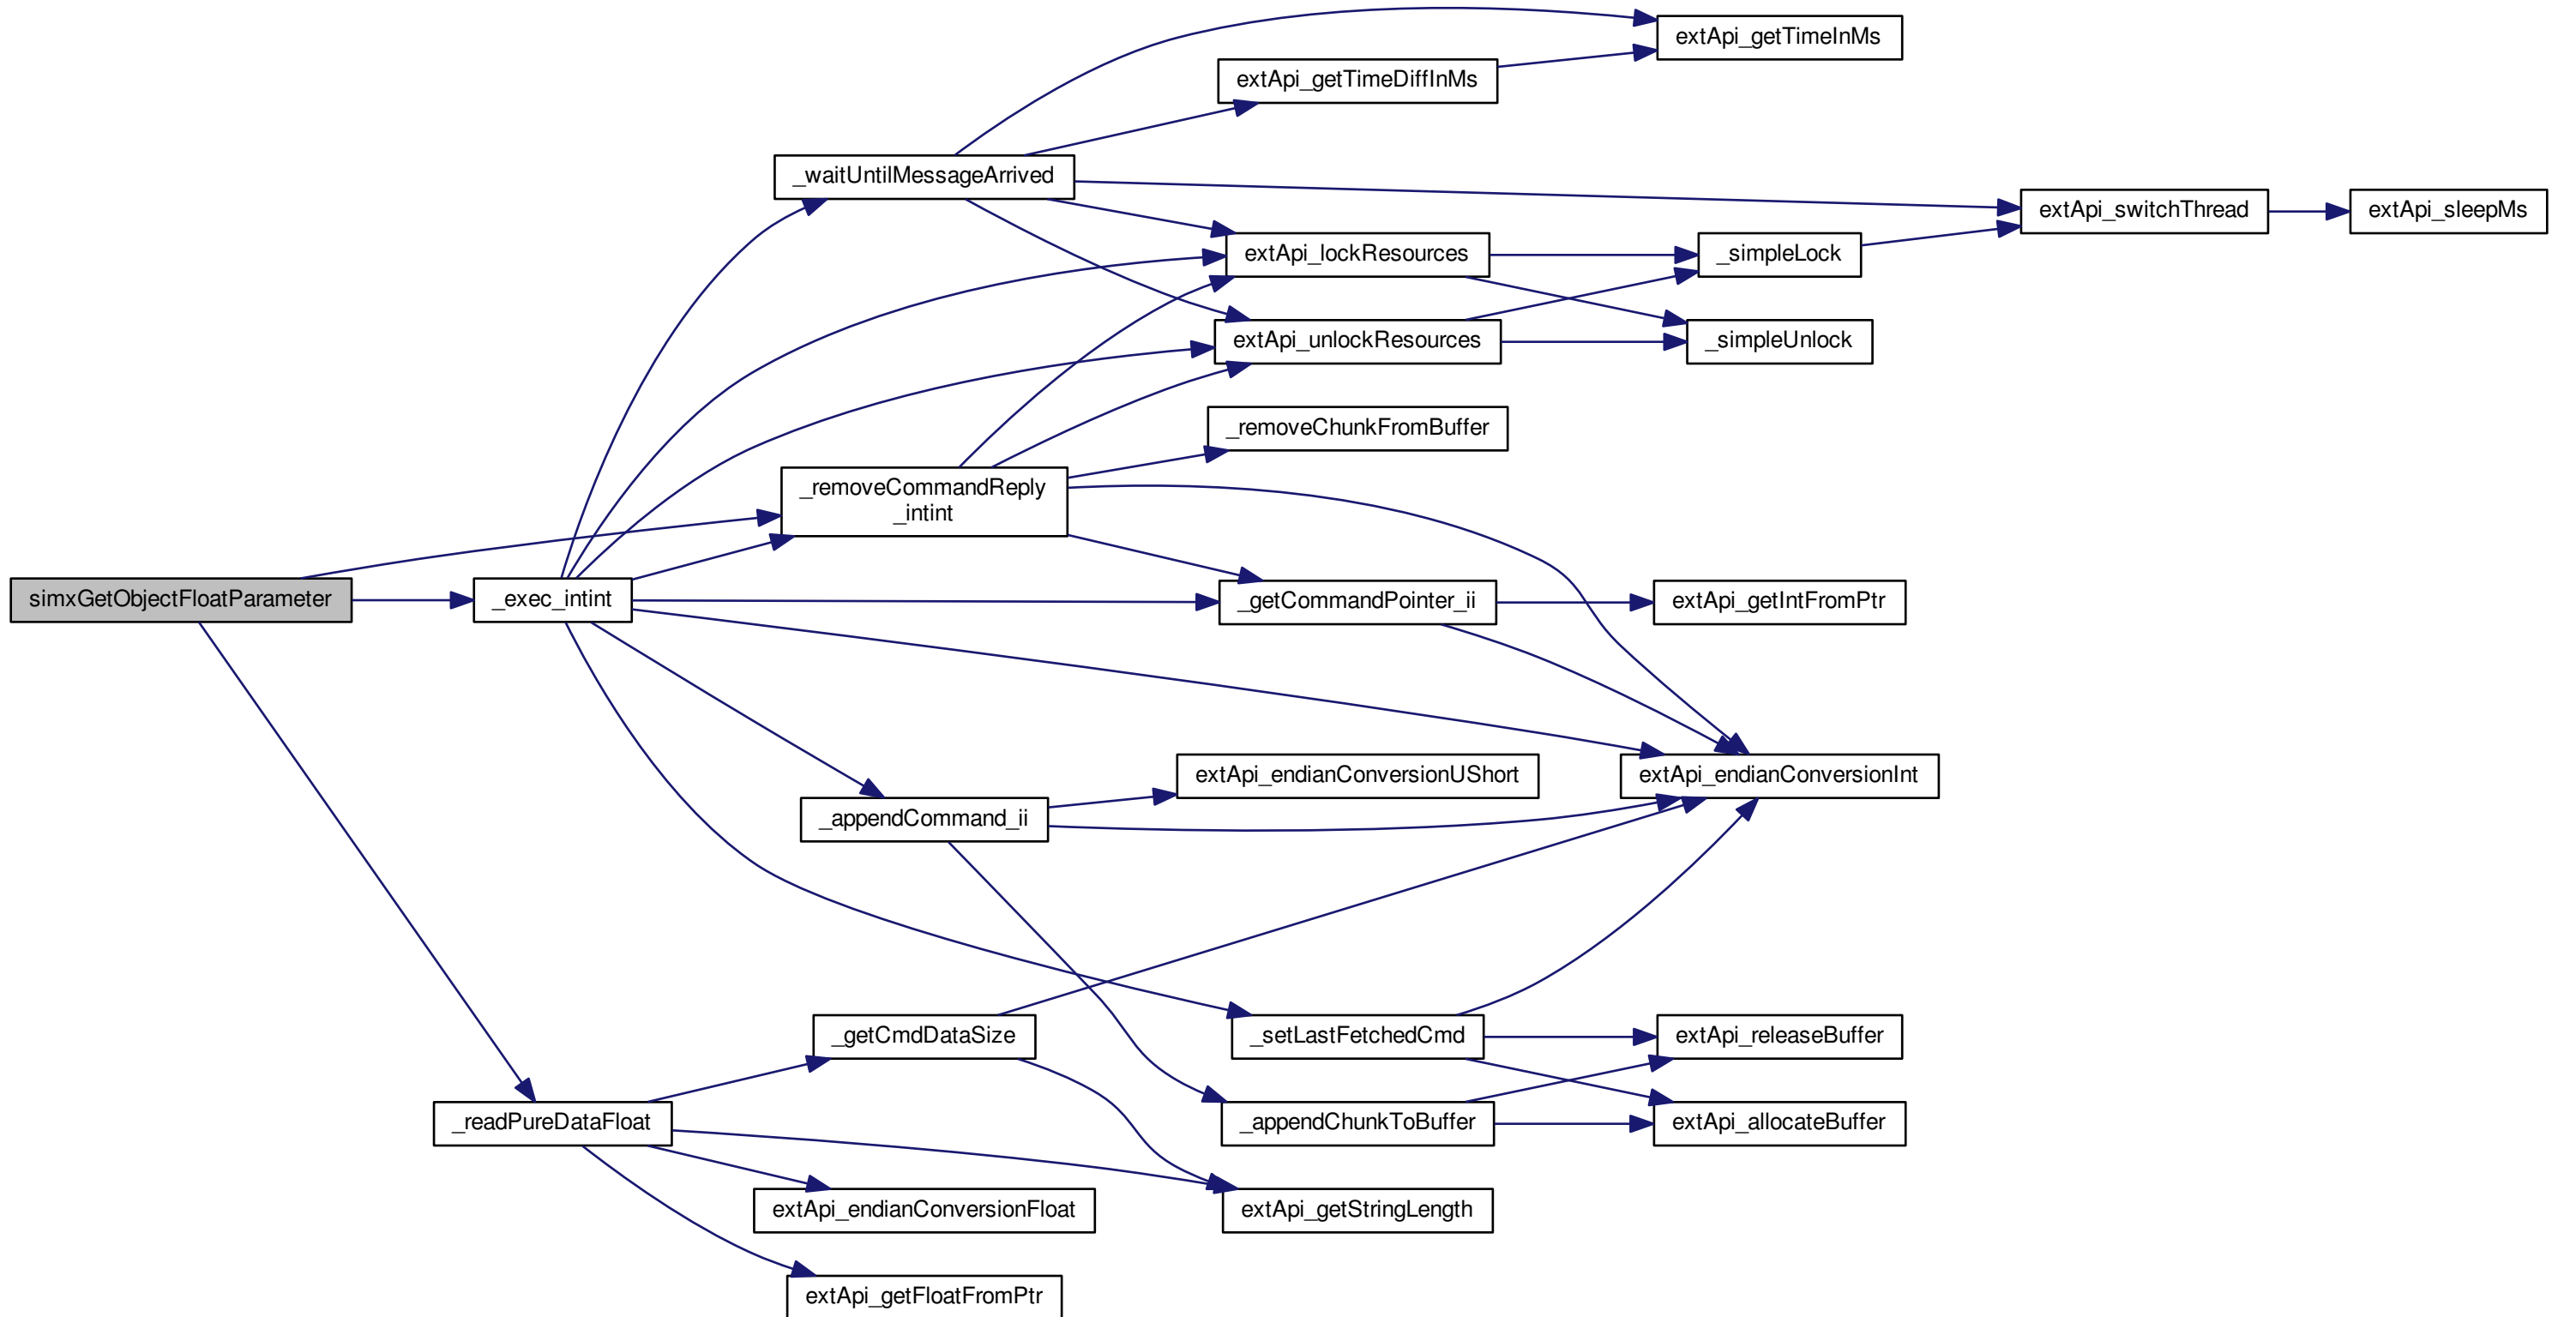 extApi_getTimeInMs
extApi_getTimeDiffInMs
_waitUntilMessageArrived
extApi_switchThread
extApi_sleepMs
extApi_lockResources
_simpleLock
extApi_unlockResources
_simpleUnlock
_removeChunkFromBuffer
_removeCommandReply
_intint
simxGetObjectFloatParameter
_exec_intint
_getCommandPointer_ii
extApi_getIntFromPtr
extApi_endianConversionUShort
extApi_endianConversionInt
_appendCommand_ii
_getCmdDataSize
_setLastFetchedCmd
extApi_releaseBuffer
_readPureDataFloat
_appendChunkToBuffer
extApi_allocateBuffer
extApi_endianConversionFloat
extApi_getStringLength
extApi_getFloatFromPtr